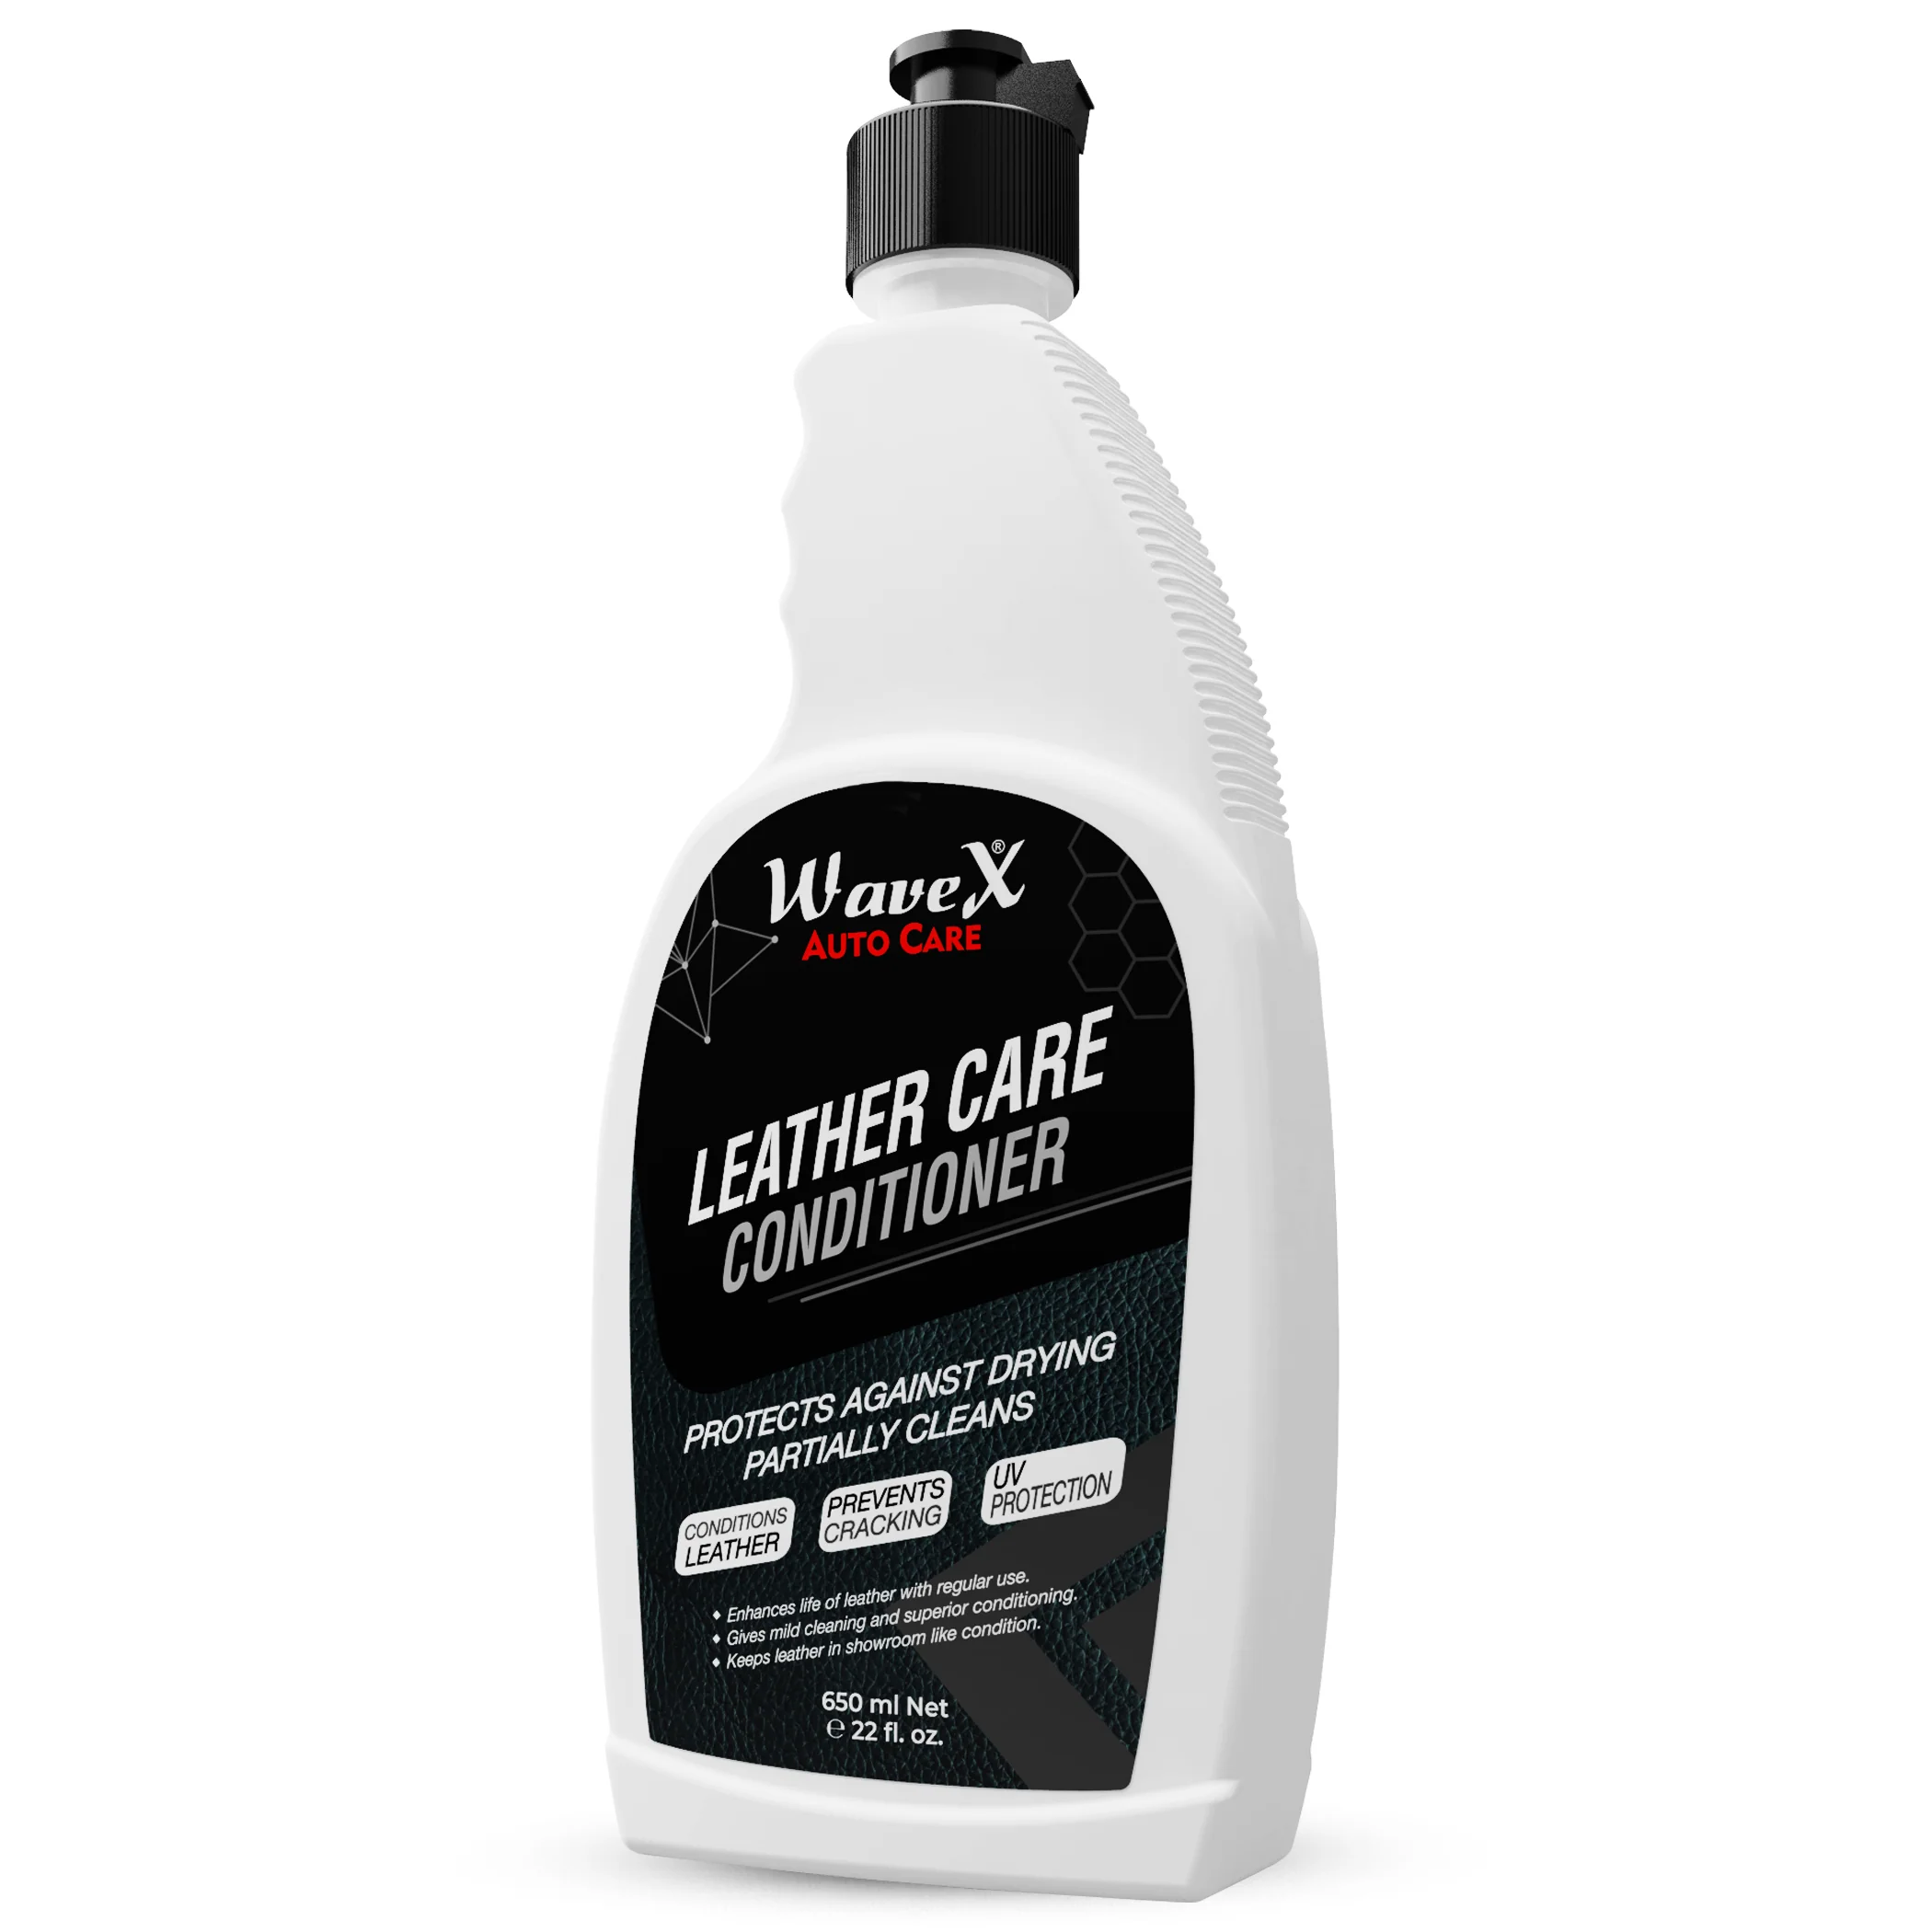 WaveX®
AUTO CARE
LEATHER CARE
CONDITIONER
PROTECTS AGAINST DRYING
PARTIALLY CLEANS
CONDITIONS
LEATHER
PREVENTS
CRACKING
UV
PROTECTION
◆ Enhances life of leather with regular use.
◆ Gives mild cleaning and superior conditioning.
◆ Keeps leather in showroom like condition.
650 ml Net
℮ 22 fl. oz.